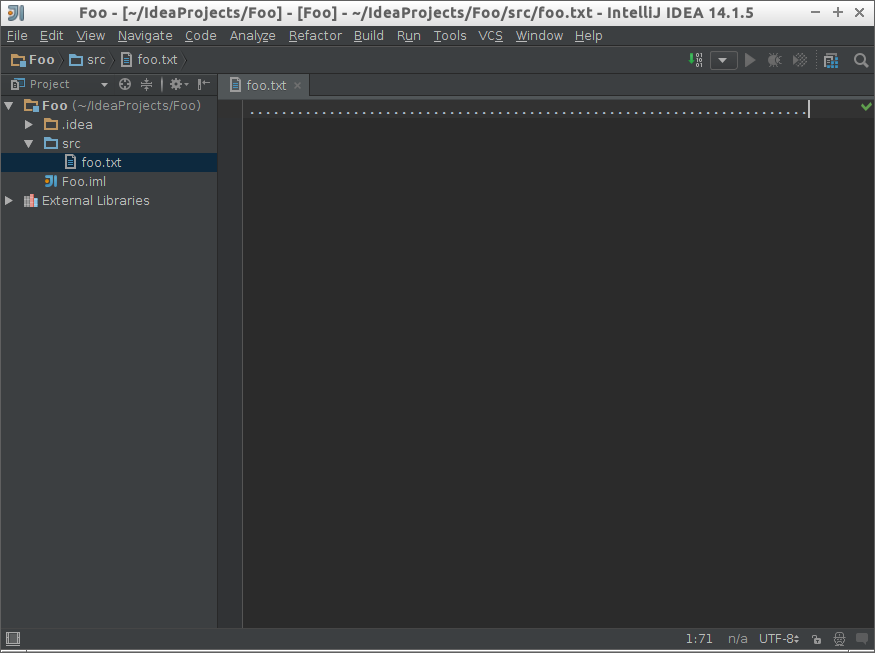 Foo - [~/IdeaProjects/Foo] - [Foo] - ~/IdeaProjects/Foo/src/foo.txt - IntelliJ IDEA 14.1.5
File Edit View Navigate Code Analyze Refactor Build Run Tools VCS Window Help
Foo src foo.txt
Project
foo.txt
Foo (~/IdeaProjects/Foo)
......................................................................
.idea
src
foo.txt
Foo.iml
External Libraries
1:71 n/a UTF-8